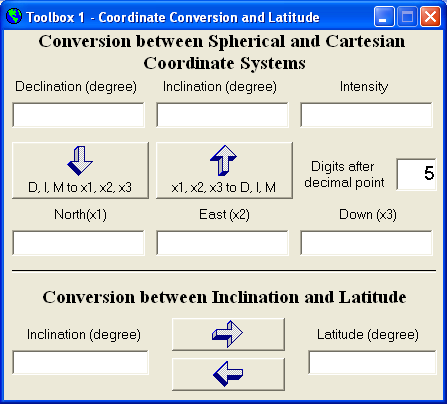 Toolbox 1 - Coordinate Conversion and Latitude
Conversion between Spherical and Cartesian
Coordinate Systems
Declination (degree) Inclination (degree) Intensity
D, I, M to x1, x2, x3 x1, x2, x3 to D, I, M
Digits after
decimal point
5
North(x1) East (x2) Down (x3)
Conversion between Inclination and Latitude
Inclination (degree) Latitude (degree)